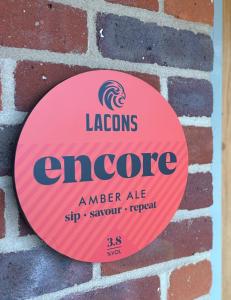 LACONS
encore
AMBER ALE
sip • savour • repeat
3.8
%VOL